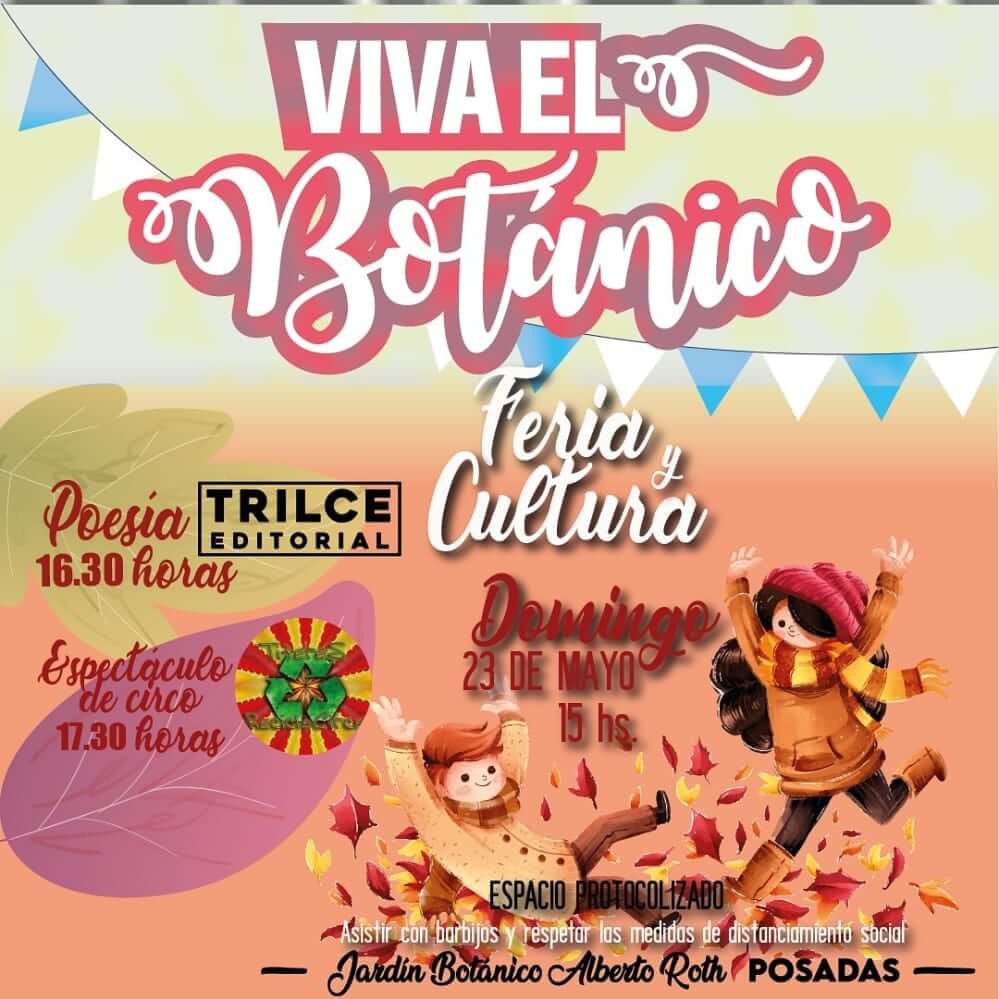 VIVA EL
Botánico
Feria y
Cultura
Poesía
16.30 horas
TRILCE
EDITORIAL
Espectáculo
de circo
17.30 horas
Domingo
23 DE MAYO
15 hs.
ESPACIO PROTOCOLIZADO
Asistir con barbijos y respetar las medidas de distanciamiento social
Jardín Botánico Alberto Roth POSADAS